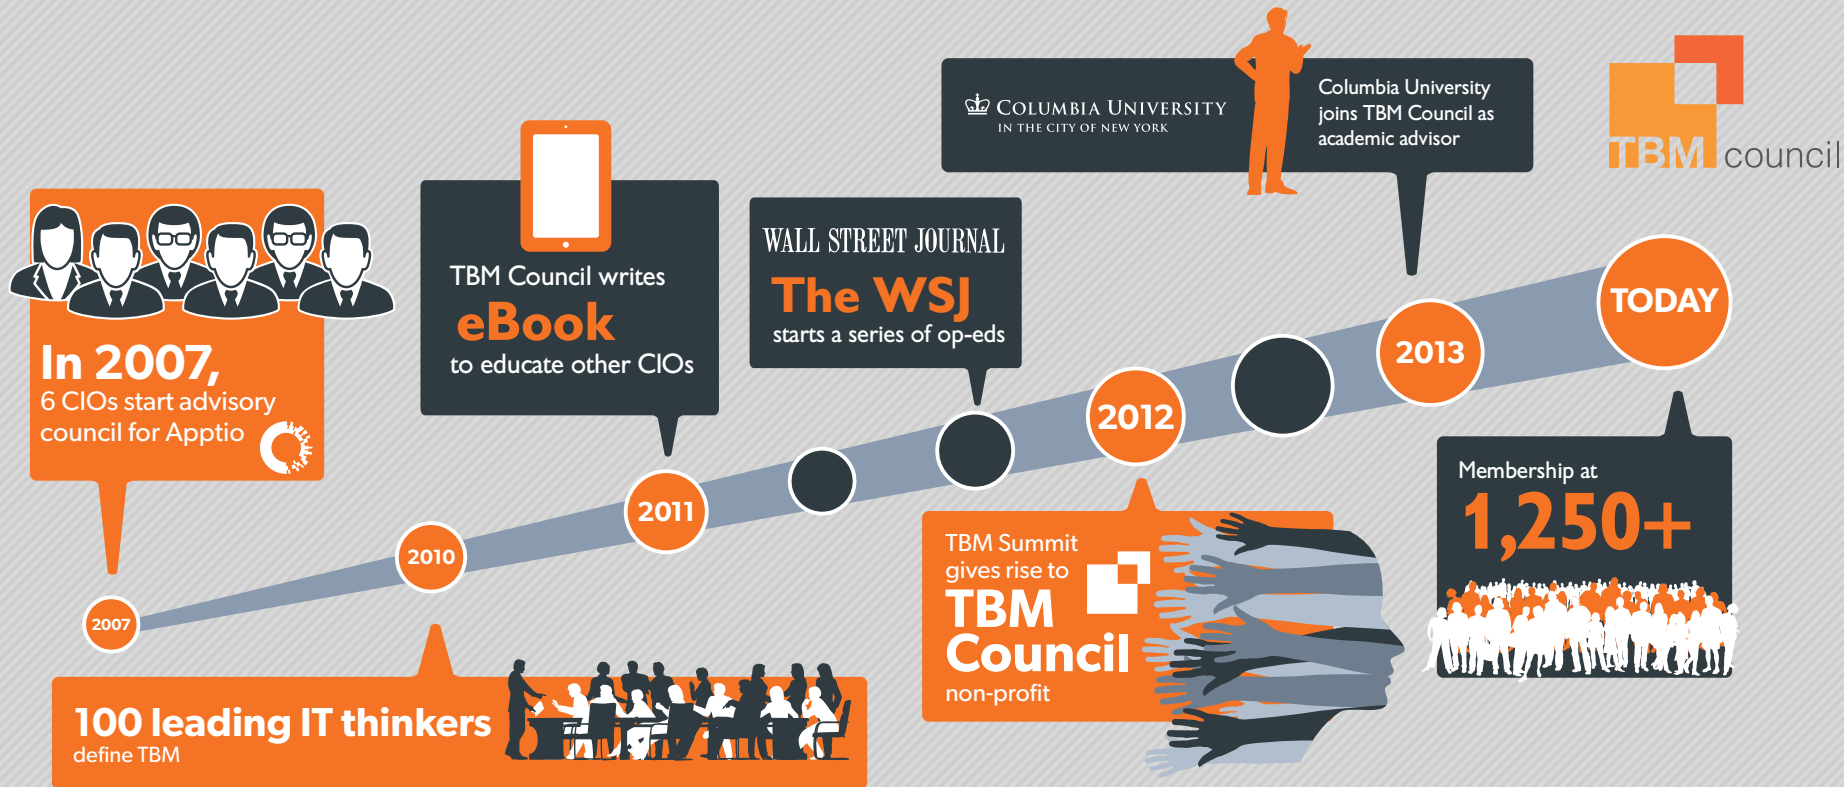 In 2007,
6 CIOs start advisory
council for Apptio
2007
2010
100 leading IT thinkers
define TBM
TBM Council writes
eBook
to educate other CIOs
2011
WALL STREET JOURNAL
The WSJ
starts a series of op-eds
2012
TBM Summit
gives rise to
TBM
Council
non-profit
COLUMBIA UNIVERSITY
IN THE CITY OF NEW YORK
Columbia University
joins TBM Council as
academic advisor
2013
TBM council
TODAY
Membership at
1,250+